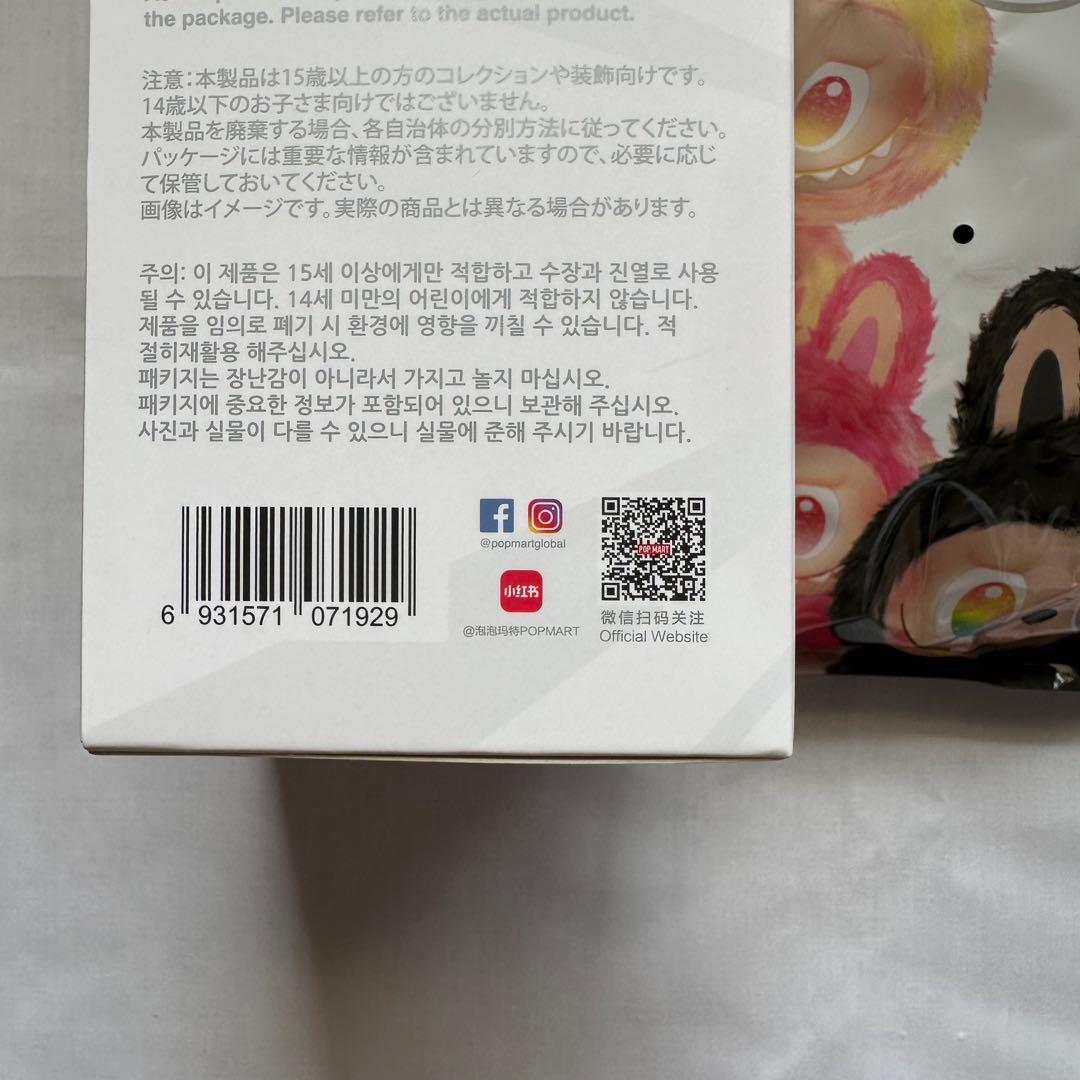 the package. Please refer to the actual product.
注意：本製品は15歳以上の方のコレクションや装飾向けです。
14歳以下のお子さま向けではございません。
本製品を廃棄する場合、各自治体の分別方法に従ってください。
パッケージには重要な情報が含まれていますので、必要に応じ
て保管しておいてください。
画像はイメージです。実際の商品とは異なる場合があります。
주의: 이 제품은 15세 이상에게만 적합하고 수장과 진열로 사용
될 수 있습니다. 14세 미만의 어린이에게 적합하지 않습니다.
제품을 임의로 폐기 시 환경에 영향을 끼칠 수 있습니다. 적
절히재활용 해주십시오.
패키지는 장난감이 아니라서 가지고 놀지 마십시오.
패키지에 중요한 정보가 포함되어 있으니 보관해 주십시오.
사진과 실물이 다를 수 있으니 실물에 준해 주시기 바랍니다.
6 931571 071929
@popmartglobal
小红书
@泡泡玛特POPMART
POP MART
微信扫码关注
Official Website